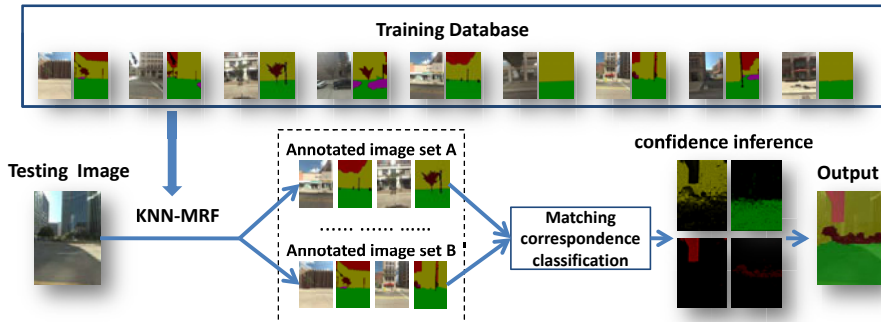 Training Database
Testing Image
KNN-MRF
Annotated image set A
...... ...... ......
Annotated image set B
Matching
correspondence
classification
confidence inference
Output